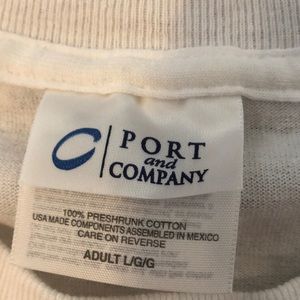 PORT
and
COMPANY
100% PRESHRUNK COTTON
USA MADE COMPONENTS ASSEMBLED IN MEXICO
CARE ON REVERSE
ADULT L/G/G